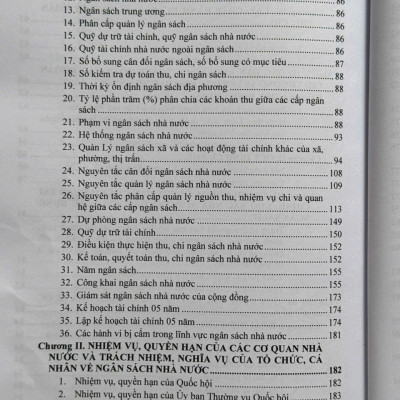 13. Ngân sách trung ương 86
14. Phân cấp quản lý ngân sách 86
15. Quỹ dự trữ tài chính, quỹ ngân sách nhà nước 86
16. Quỹ tài chính nhà nước ngoài ngân sách 86
17. Số bổ sung cân đối ngân sách, số bổ sung có mục tiêu 87
18. Số kiểm tra dự toán thu, chi ngân sách 88
19. Thời kỳ ổn định ngân sách địa phương 88
20. Tỷ lệ phần trăm (%) phân chia các khoản thu giữa các cấp ngân
sách 88
21. Phạm vi ngân sách nhà nước 88
22. Hệ thống ngân sách nhà nước 93
23. Quản Lý ngân sách xã và các hoạt động tài chính khác của xã,
phường, thị trấn 94
24. Nguyên tắc cân đối ngân sách nhà nước 108
25. Nguyên tắc quản lý ngân sách nhà nước 109
26. Nguyên tắc phân cấp quản lý nguồn thu, nhiệm vụ chi và quan
hệ giữa các cấp ngân sách 113
27. Dự phòng ngân sách nhà nước 149
28. Quỹ dự trữ tài chính 150
29. Điều kiện thực hiện thu, chi ngân sách nhà nước 152
30. Kế toán, quyết toán thu, chi ngân sách nhà nước 152
31. Năm ngân sách 155
32. Công khai ngân sách nhà nước 155
33. Giám sát ngân sách nhà nước của cộng đồng 173
34. Kế hoạch tài chính 05 năm 174
35. Lập kế hoạch tài chính 05 năm 174
36. Các hành vi bị cấm trong lĩnh vực ngân sách nhà nước 181
Chương II. NHIỆM VỤ, QUYỀN HẠN CỦA CÁC CƠ QUAN NHÀ
NƯỚC VÀ TRÁCH NHIỆM, NGHĨA VỤ CỦA TỔ CHỨC, CÁ
NHÂN VỀ NGÂN SÁCH NHÀ NƯỚC 182
1. Nhiệm vụ, quyền hạn của Quốc hội 182
2. Nhiệm vụ, quyền hạn của Ủy ban Thường vụ Quốc hội 183